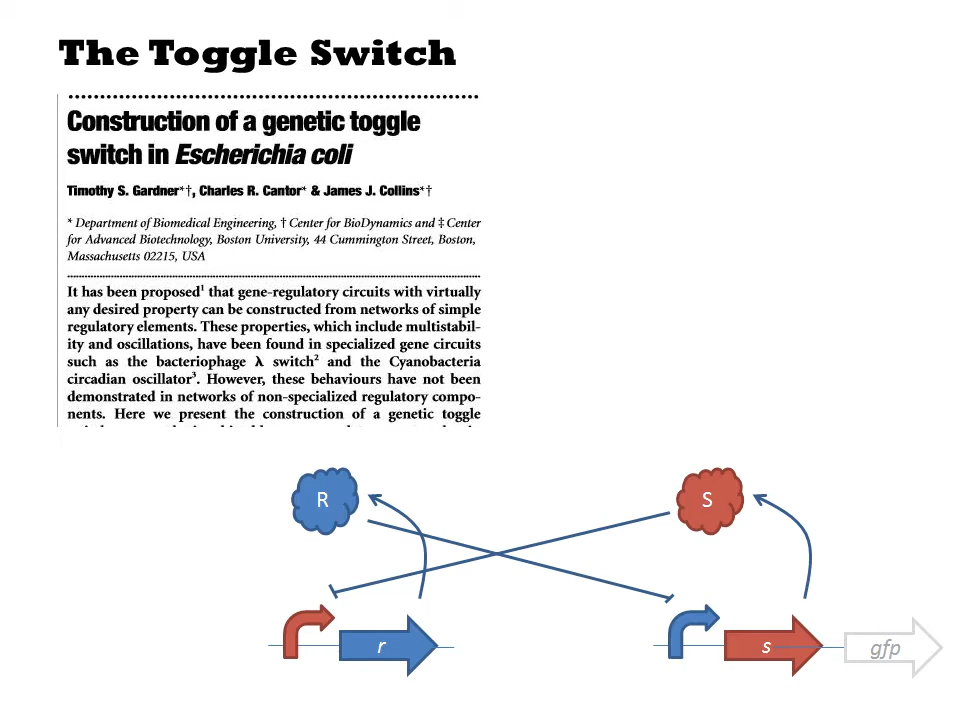 The Toggle Switch
Construction of a genetic toggle
switch in Escherichia coli
Timothy S. Gardner*†, Charles R. Cantor* & James J. Collins*†
* Department of Biomedical Engineering, † Center for BioDynamics and ‡ Center
for Advanced Biotechnology, Boston University, 44 Cummington Street, Boston,
Massachusetts 02215, USA
It has been proposed¹ that gene-regulatory circuits with virtually
any desired property can be constructed from networks of simple
regulatory elements. These properties, which include multistabil-
ity and oscillations, have been found in specialized gene circuits
such as the bacteriophage λ switch² and the Cyanobacteria
circadian oscillator³. However, these behaviours have not been
demonstrated in networks of non-specialized regulatory compo-
nents. Here we present the construction of a genetic toggle
R
S
r
s
gfp